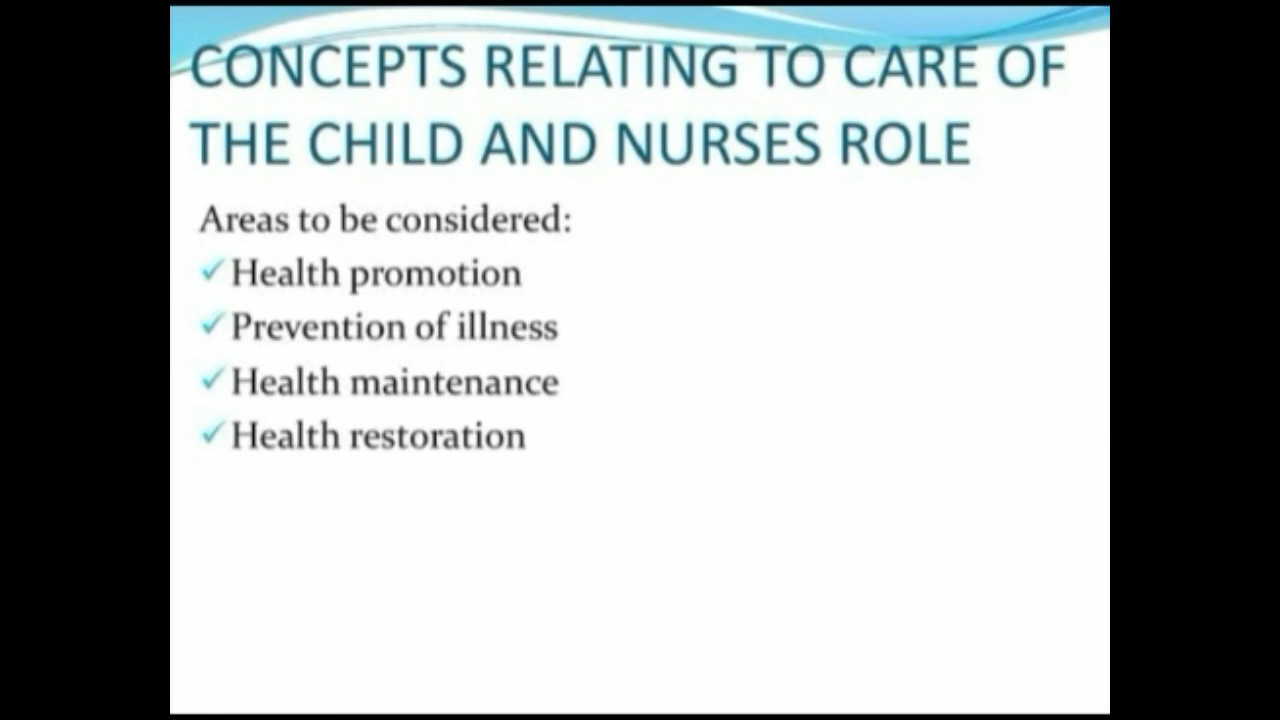 CONCEPTS RELATING TO CARE OF
THE CHILD AND NURSES ROLE
Areas to be considered:
✓Health promotion
✓Prevention of illness
✓Health maintenance
✓Health restoration